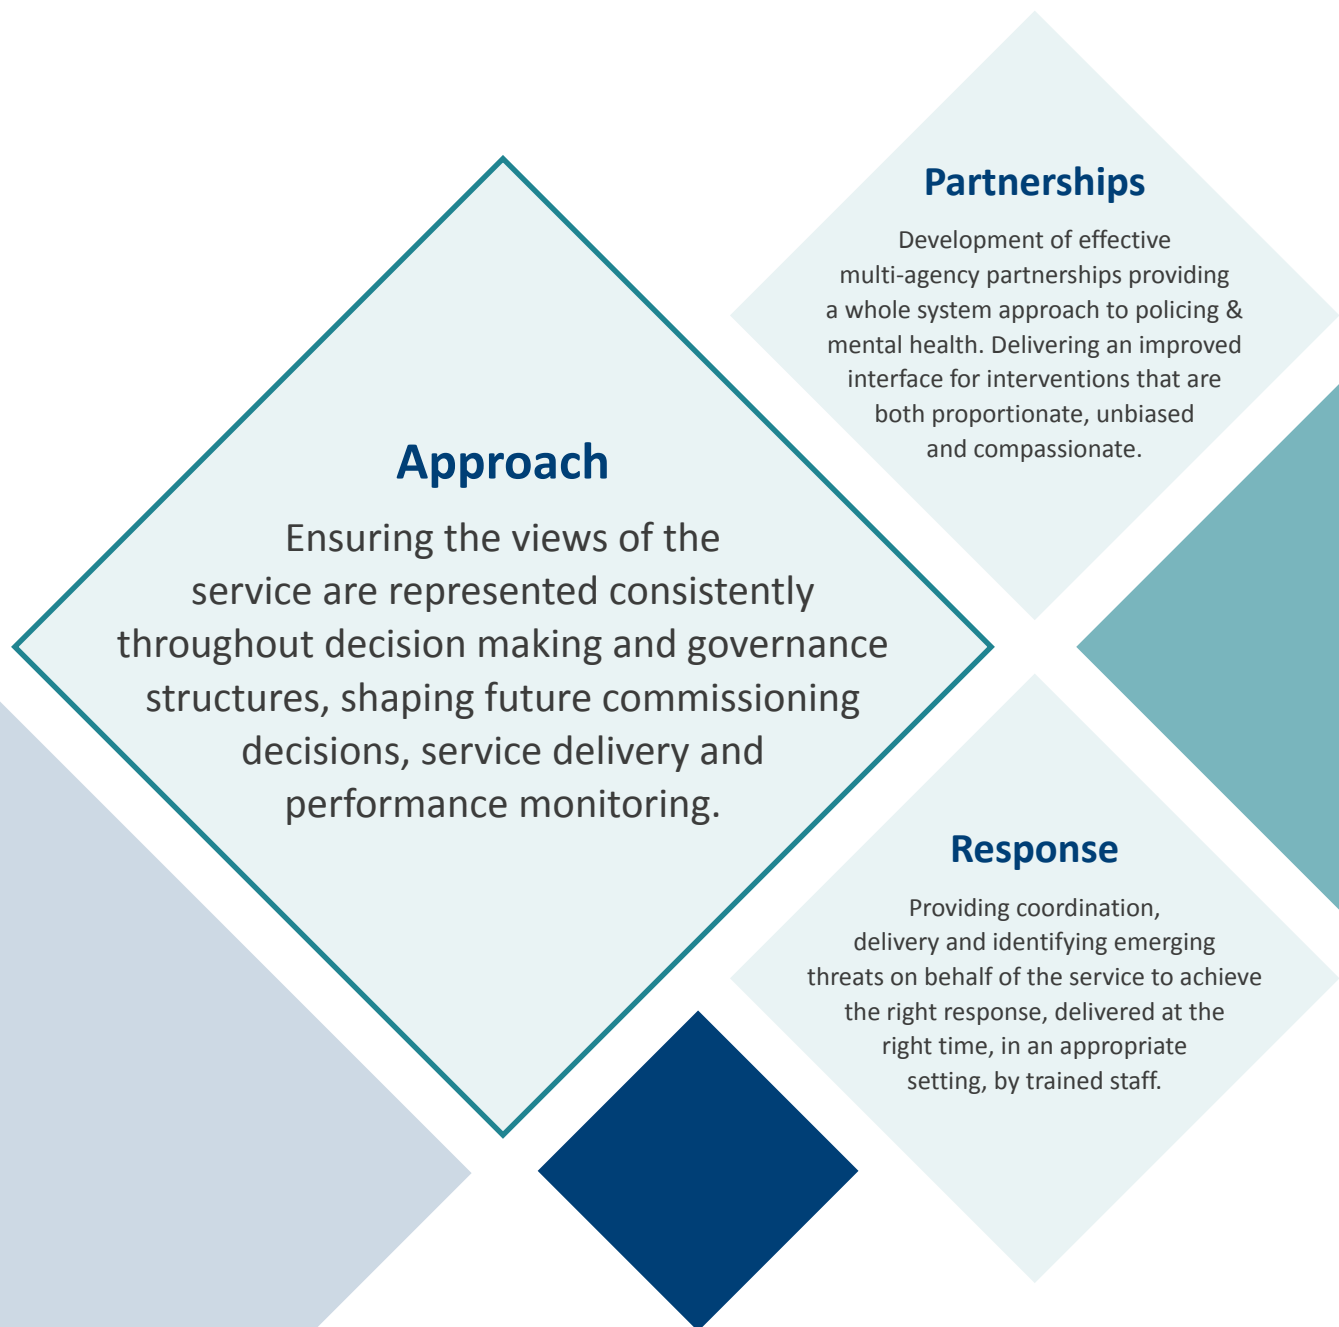 Partnerships
Development of effective
multi-agency partnerships providing
a whole system approach to policing &
mental health. Delivering an improved
interface for interventions that are
both proportionate, unbiased
and compassionate.
Approach
Ensuring the views of the
service are represented consistently
throughout decision making and governance
structures, shaping future commissioning
decisions, service delivery and
performance monitoring.
Response
Providing coordination,
delivery and identifying emerging
threats on behalf of the service to achieve
the right response, delivered at the
right time, in an appropriate
setting, by trained staff.